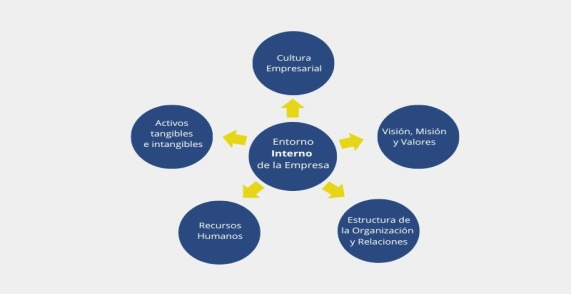 Cultura
Empresarial
Activos
tangibles
e intangibles
Entorno
Interno
de la Empresa
Visión, Misión
y Valores
Recursos
Humanos
Estructura de
la Organización
y Relaciones